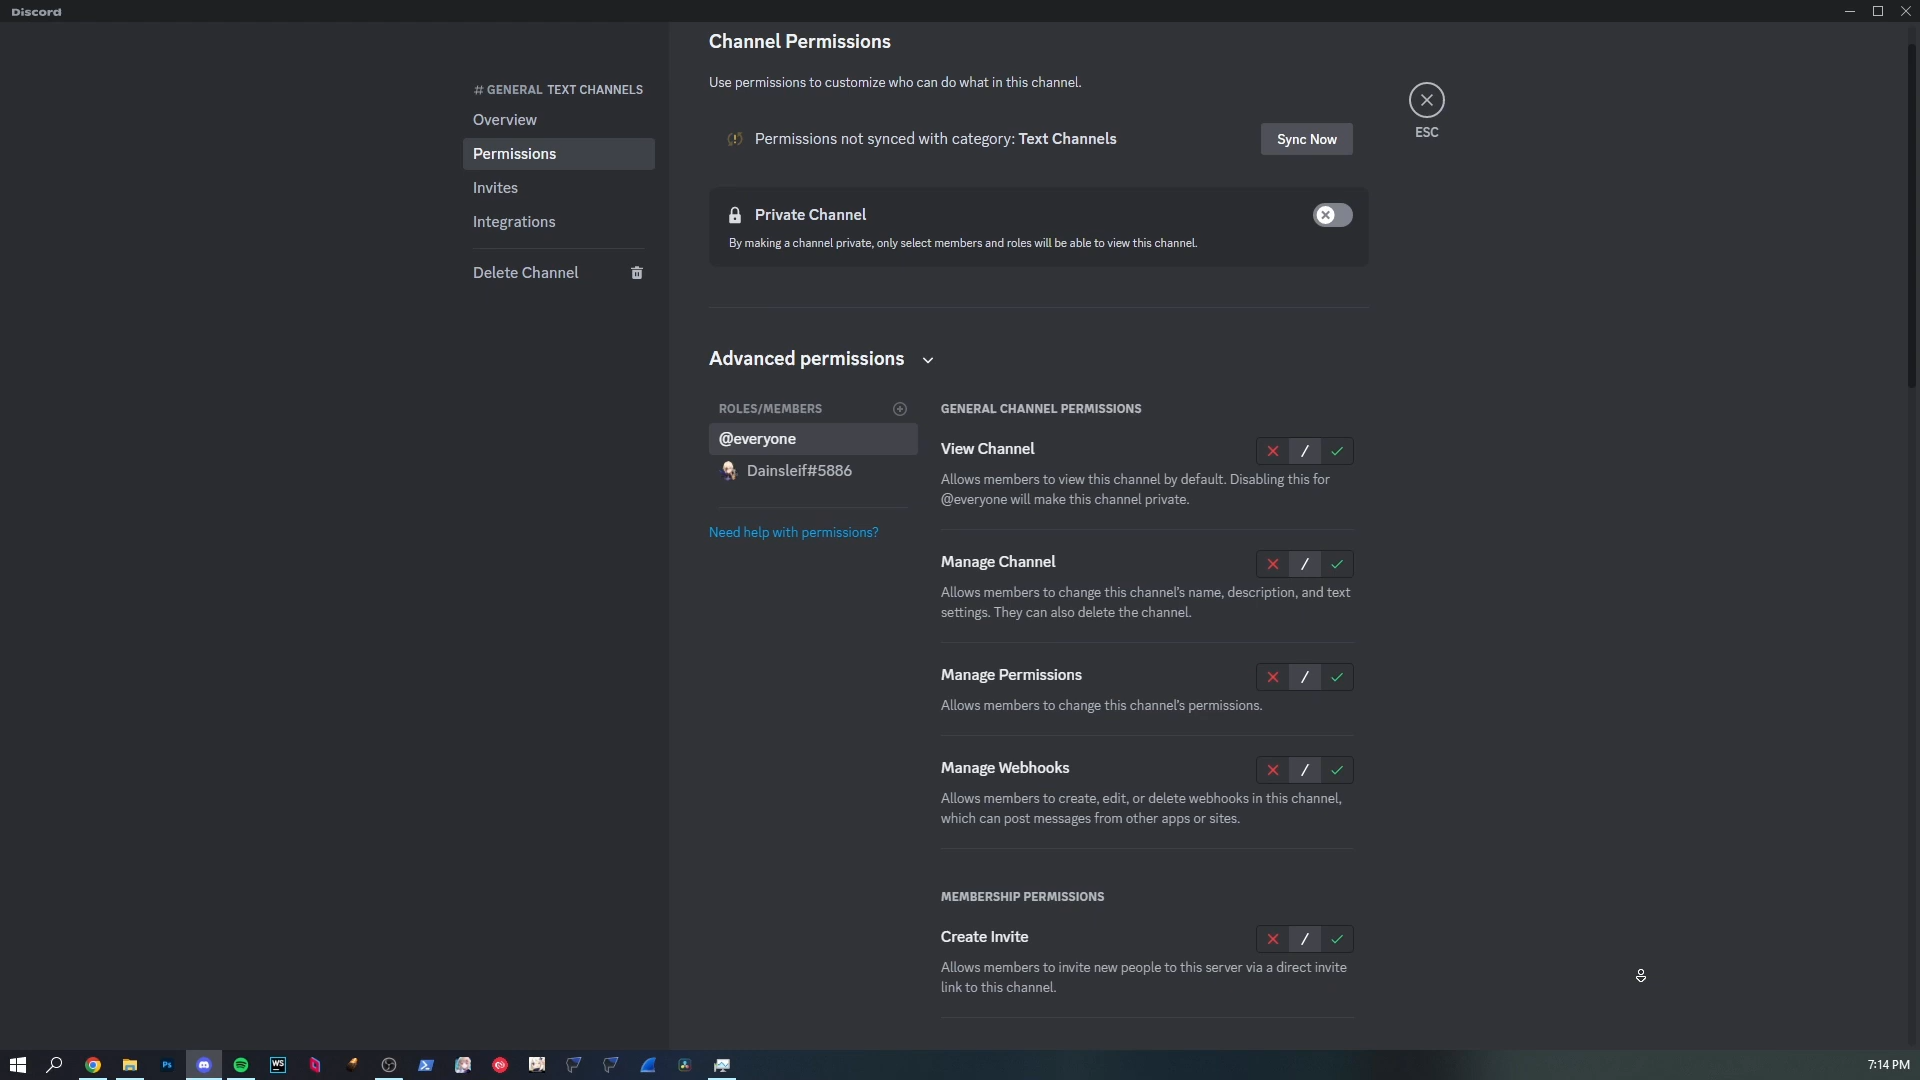 Discord
# GENERAL TEXT CHANNELS
Overview
Permissions
Invites
Integrations
Delete Channel
Channel Permissions
Use permissions to customize who can do what in this channel.
Permissions not synced with category: Text Channels
Sync Now
ESC
Private Channel
By making a channel private, only select members and roles will be able to view this channel.
Advanced permissions
ROLES/MEMBERS
@everyone
Dainsleif#5886
Need help with permissions?
GENERAL CHANNEL PERMISSIONS
View Channel
Allows members to view this channel by default. Disabling this for
@everyone will make this channel private.
Manage Channel
Allows members to change this channel's name, description, and text
settings. They can also delete the channel.
Manage Permissions
Allows members to change this channel's permissions.
Manage Webhooks
Allows members to create, edit, or delete webhooks in this channel,
which can post messages from other apps or sites.
MEMBERSHIP PERMISSIONS
Create Invite
Allows members to invite new people to this server via a direct invite
link to this channel.
Ps
WS
7:14 PM